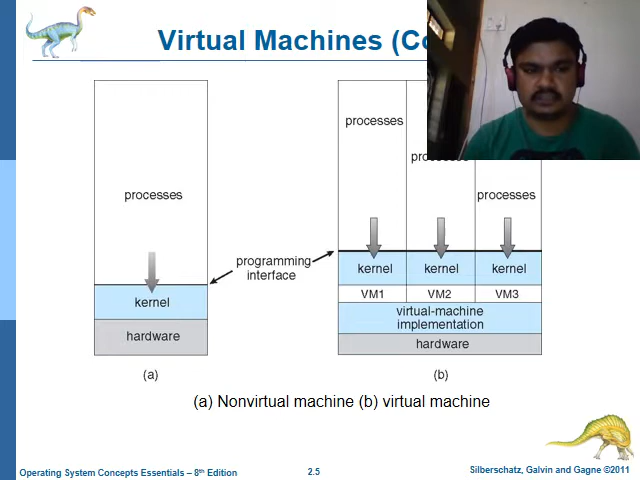 Virtual Machines (Co
processes
processes
processes
processes
programming
interface
kernel
hardware
kernel
kernel
kernel
VM1
VM2
VM3
virtual-machine
implementation
hardware
(a)
(b)
(a) Nonvirtual machine (b) virtual machine
Operating System Concepts Essentials – 8th Edition
2.5
Silberschatz, Galvin and Gagne ©2011